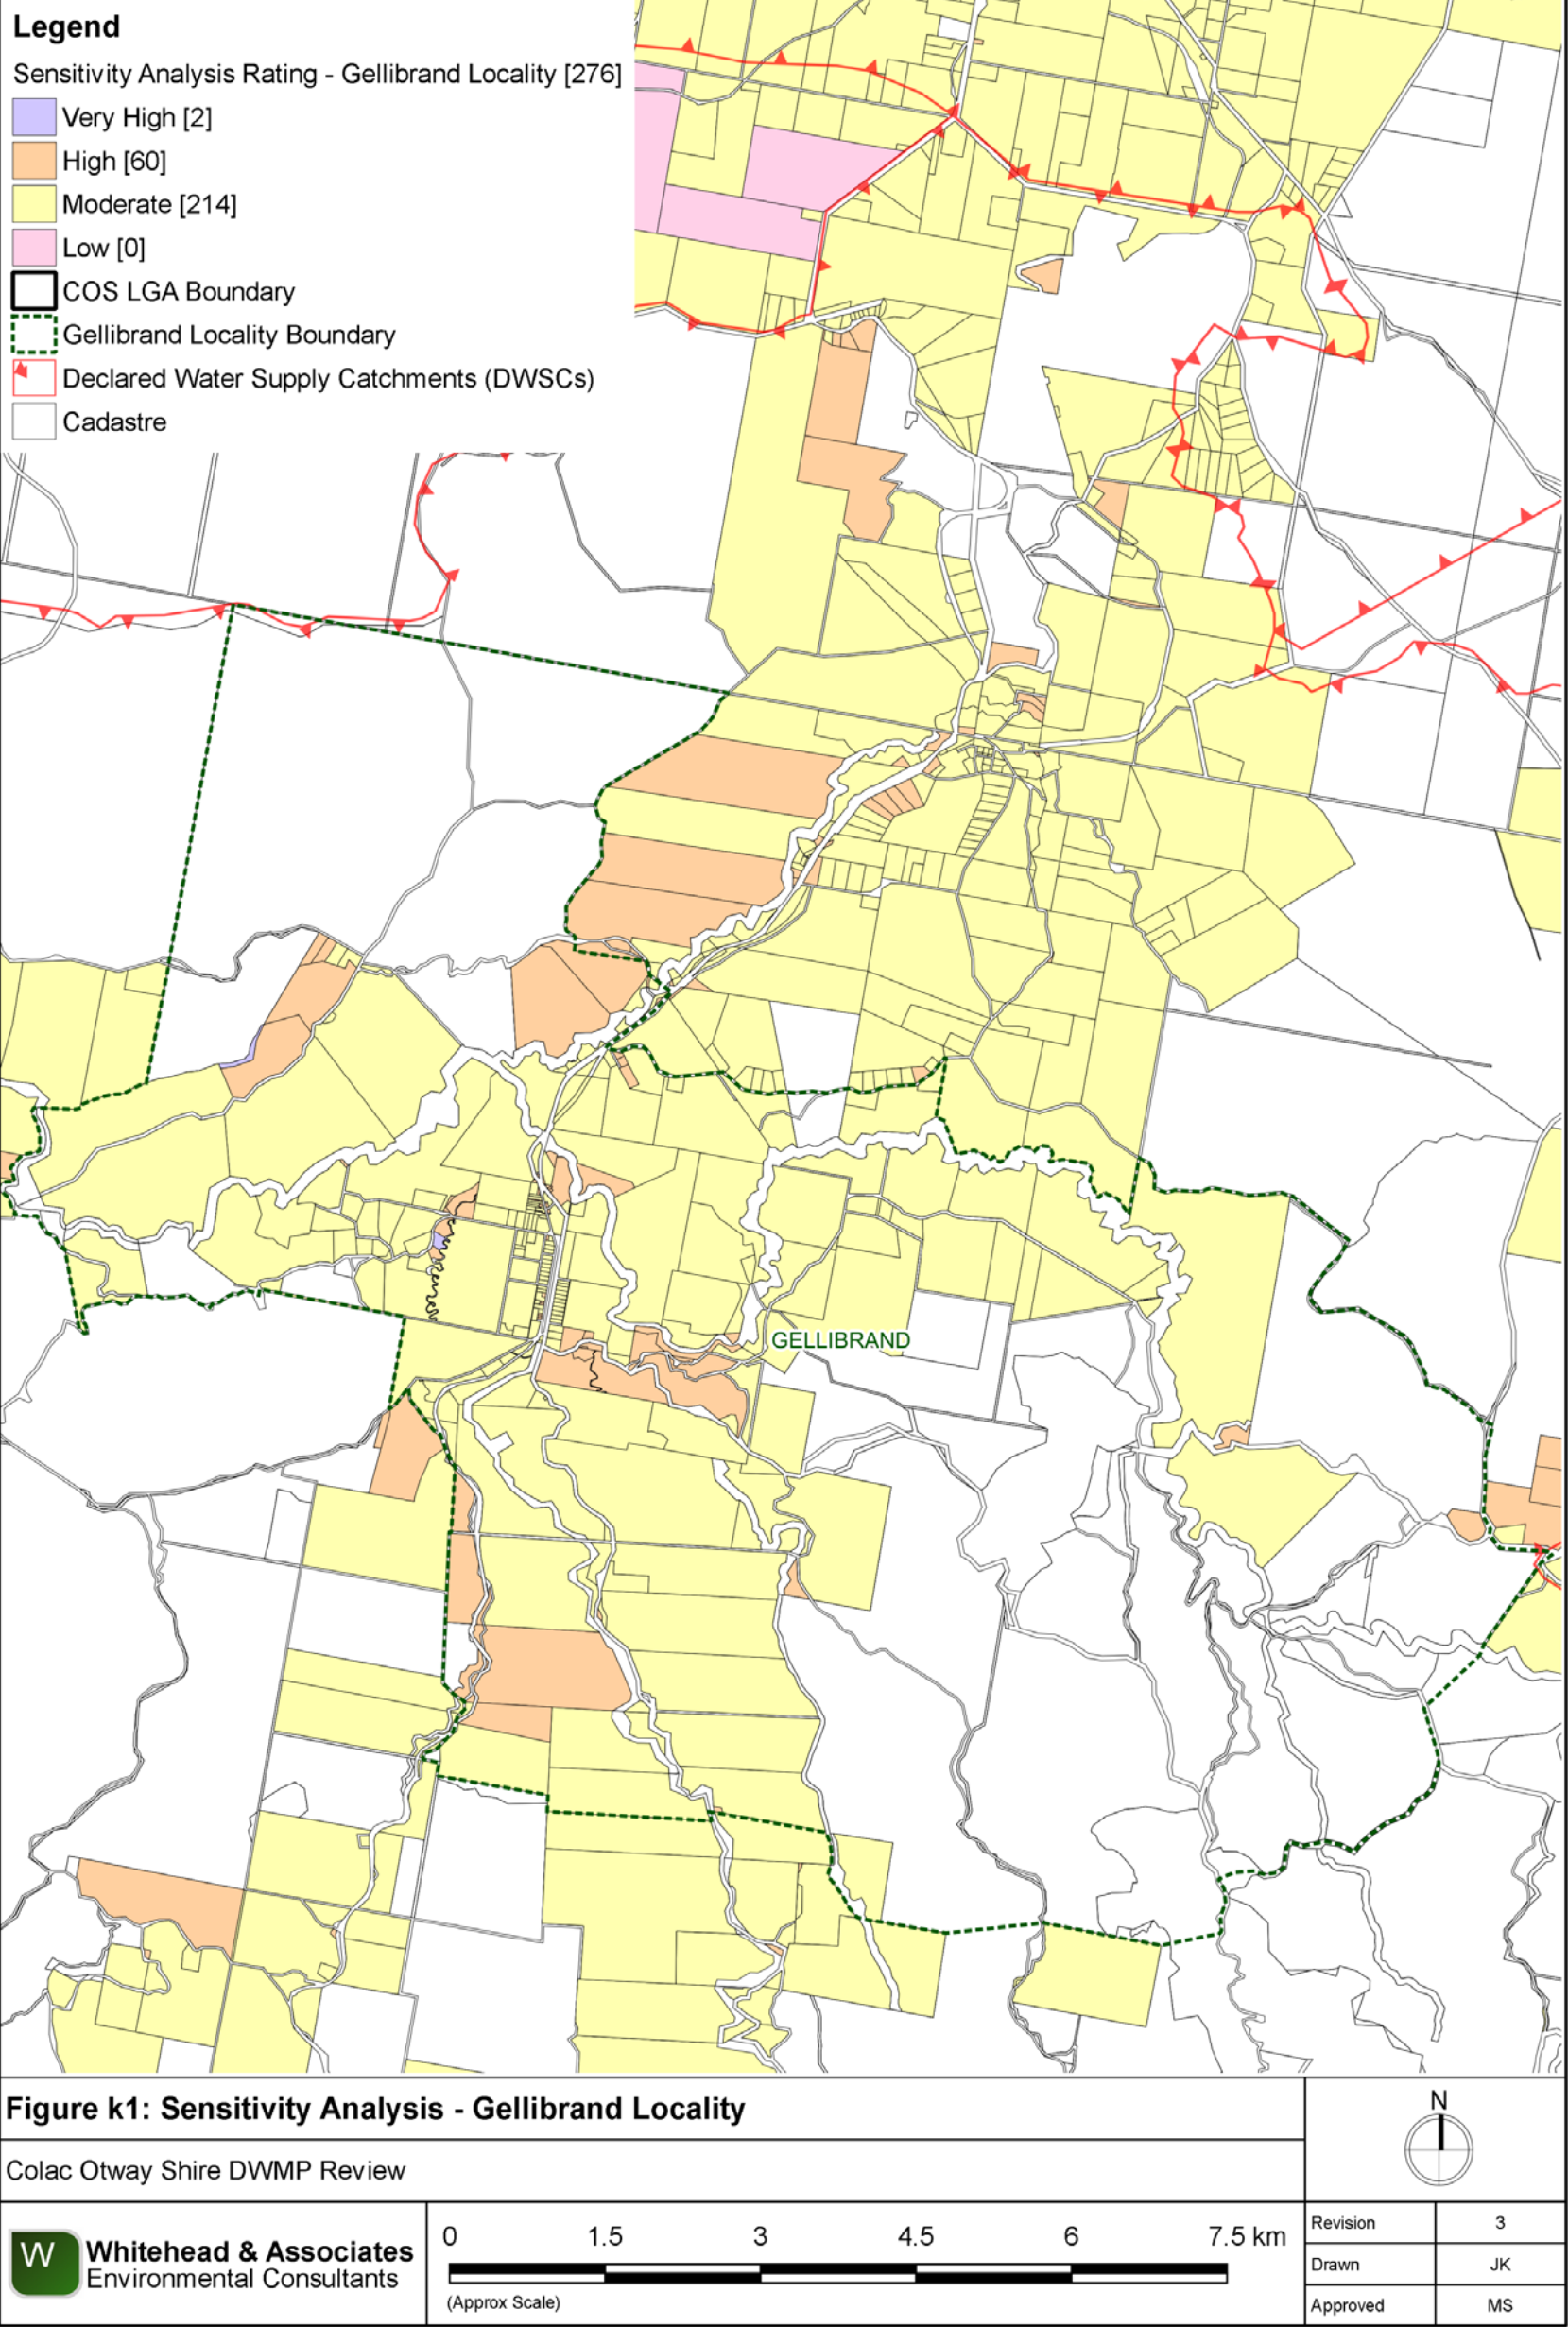 Legend
Sensitivity Analysis Rating - Gellibrand Locality [276]
Very High [2]
High [60]
Moderate [214]
Low [0]
COS LGA Boundary
Gellibrand Locality Boundary
Declared Water Supply Catchments (DWSCs)
Cadastre
GELLIBRAND
Figure k1: Sensitivity Analysis - Gellibrand Locality
Colac Otway Shire DWMP Review
N
W
Whitehead & Associates
Environmental Consultants
0 1.5 3 4.5 6 7.5 km
(Approx Scale)
Revision 3
Drawn JK
Approved MS